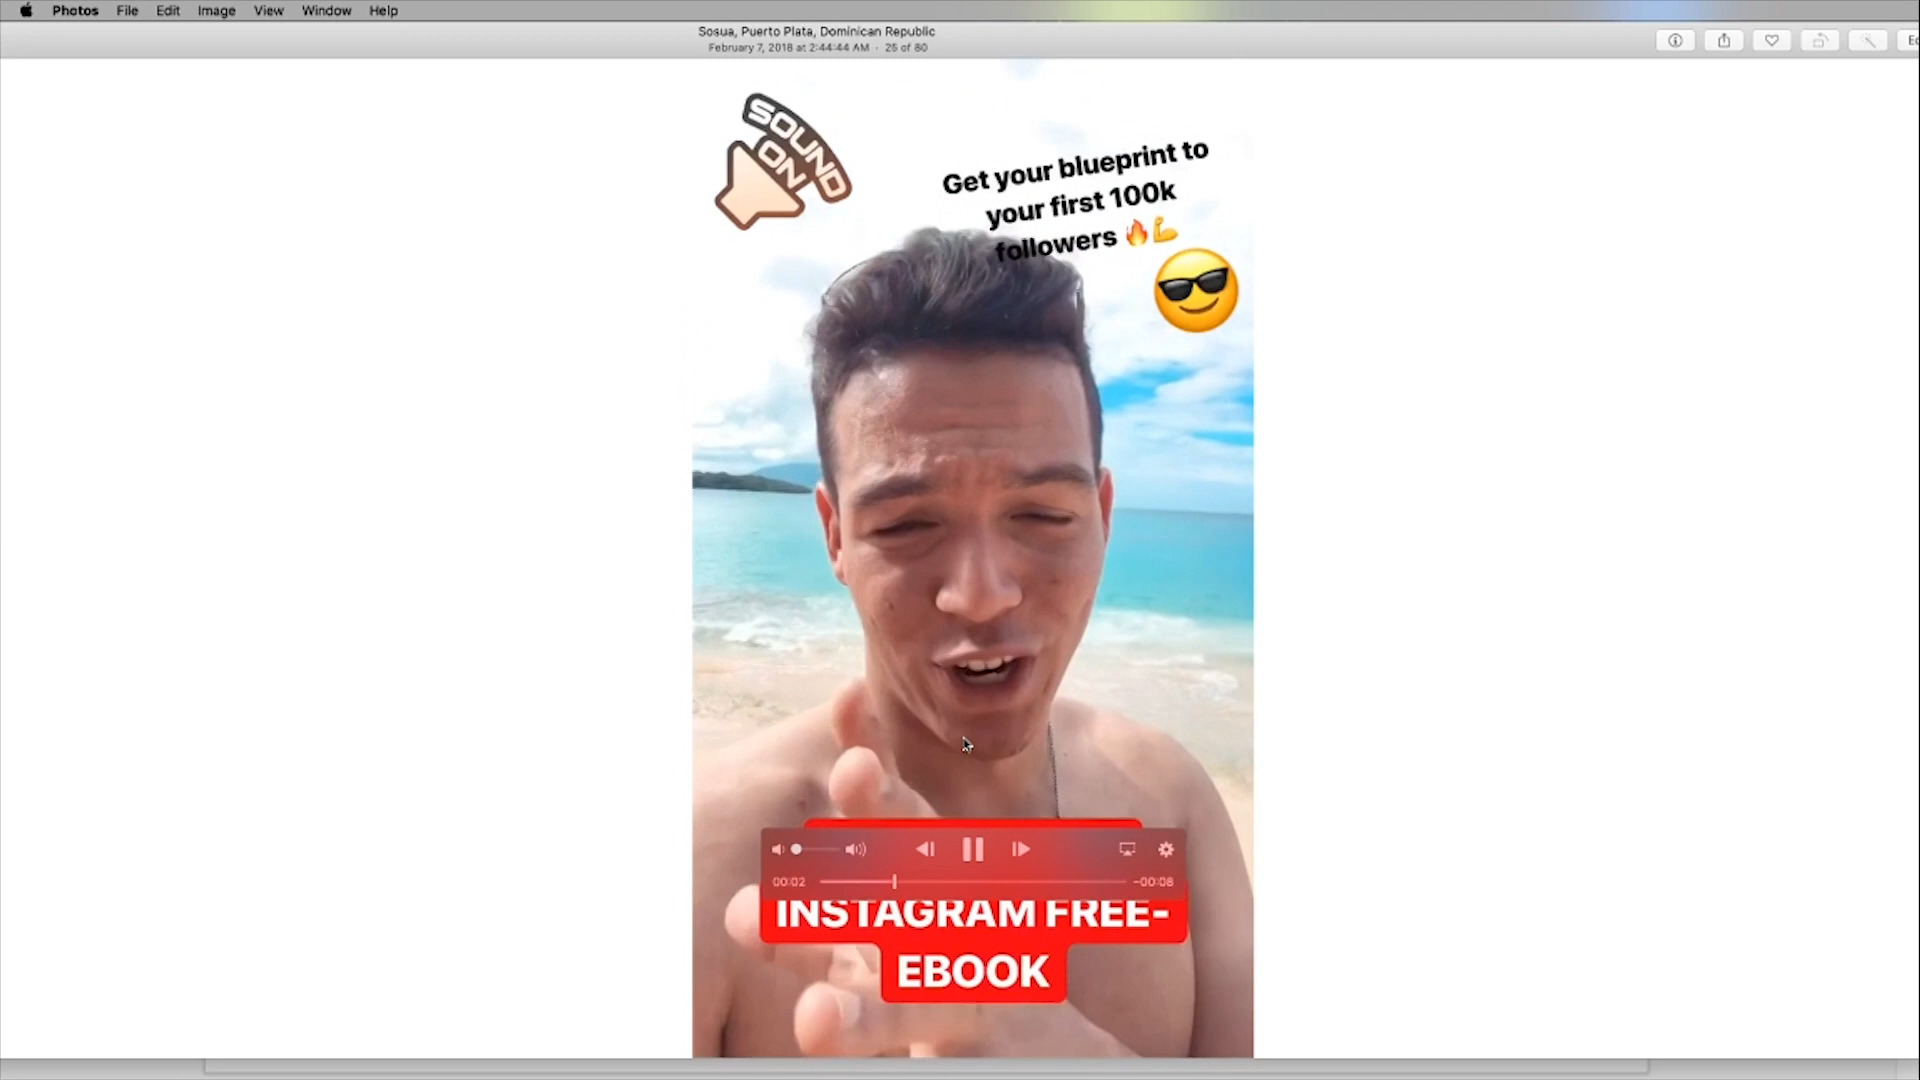 Photos File Edit Image View Window Help
Sosua, Puerto Plata, Dominican Republic
February 7, 2018 at 2:44:44 AM · 25 of 80
SOUND
ON
Get your blueprint to
your first 100k
followers 🔥💪
00:02 -00:08
INSTAGRAM FREE-
EBOOK